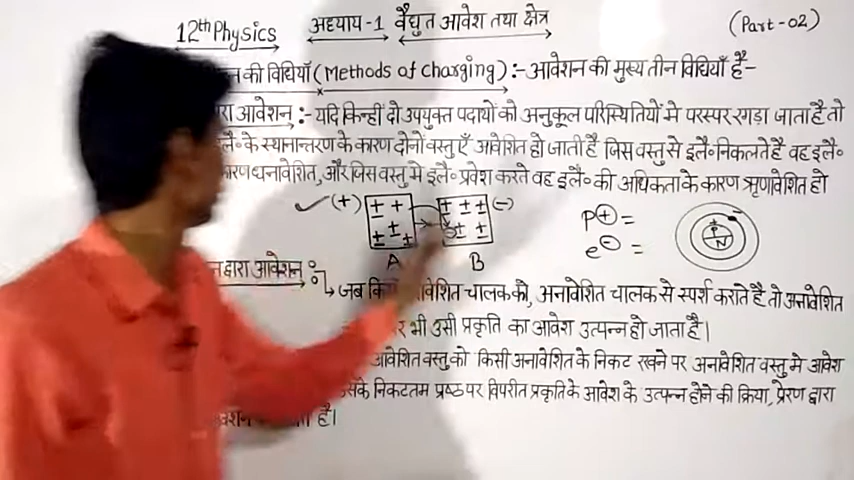 12th Physics अध्याय-1 वैद्युत आवेश तथा क्षेत्र (Part-02)
की विधियाँ (Methods of Charging) :- आवेशन की मुख्य तीन विधियाँ है-
द्वारा आवेशन :- यदि किन्हीं दो उपयुक्त पदार्थो को अनुकूल परिस्थितियों मे परस्पर रगड़ा जाता है तो
इलै॰ के स्थानान्तरण के कारण दोनों वस्तुएँ आवेशित हो जाती है जिस वस्तु से इलै॰ निकलते है वह इलै॰
कारण धनावेशित, और जिस वस्तु मे इलै॰ प्रवेश करते वह इलै॰ की अधिकता के कारण ऋणावेशित हो
(+) ± + ± ± ± (-) P⊕ =
± ± ± ± ± e⊖ = P N
A B
द्वारा आवेशन :
जब आवेशित चालक को, अनावेशित चालक से स्पर्श कराते है तो अनावेशित
पर भी उसी प्रकृति का आवेश उत्पन्न हो जाता है।
आवेशित वस्तु को किसी अनावेशित के निकट रखने पर अनावेशित वस्तु मे आवेश
उसके निकटतम प्रष्ठ पर विपरीत प्रकृति के आवेश के उत्पन्न होने की क्रिया, प्रेरण द्वारा
है।